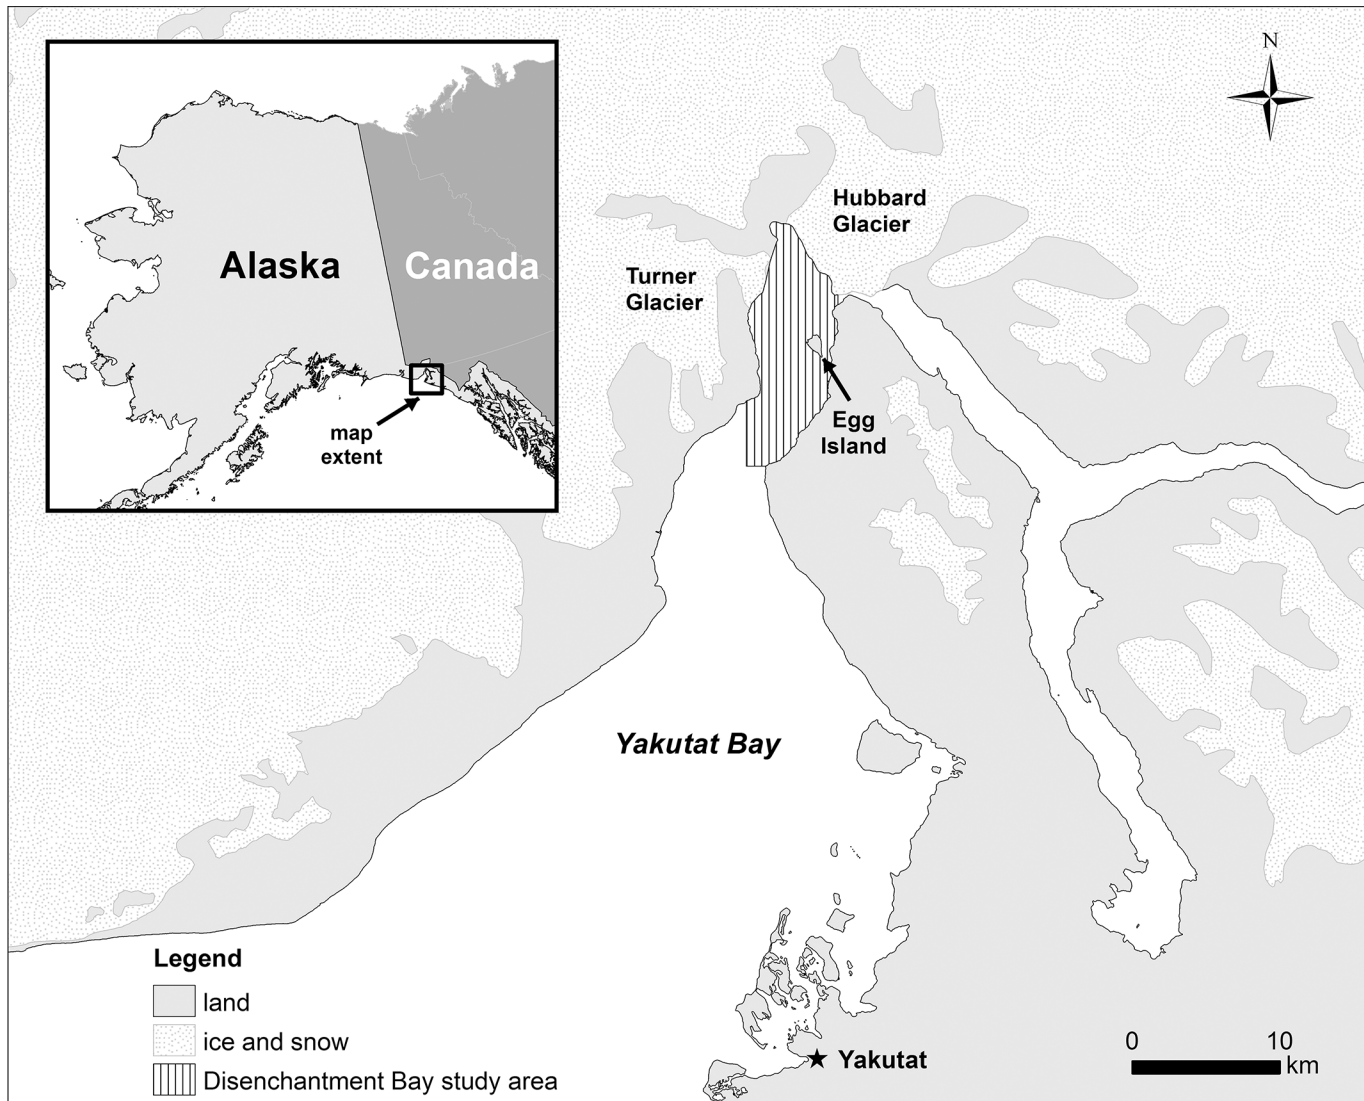 N
Hubbard
Glacier
Alaska
Canada
Turner
Glacier
map
extent
Egg
Island
Yakutat Bay
Legend
land
ice and snow
Disenchantment Bay study area
Yakutat
0 10
km